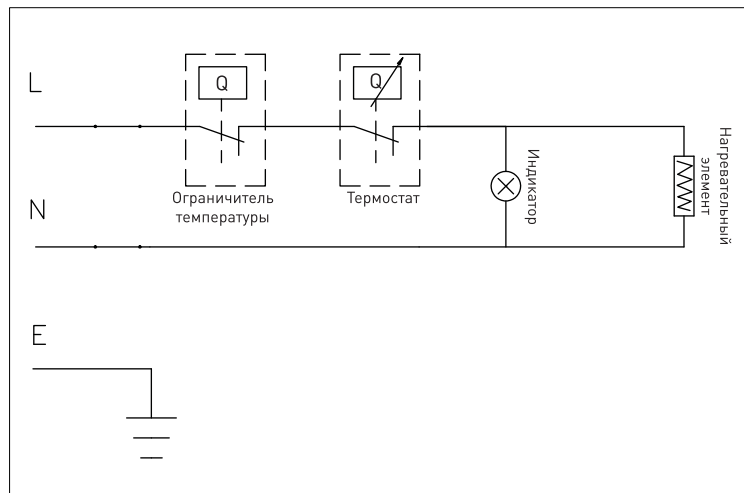 L
Q
Q
Ограничитель
температуры
Термостат
Индикатор
Нагревательный
элемент
N
E